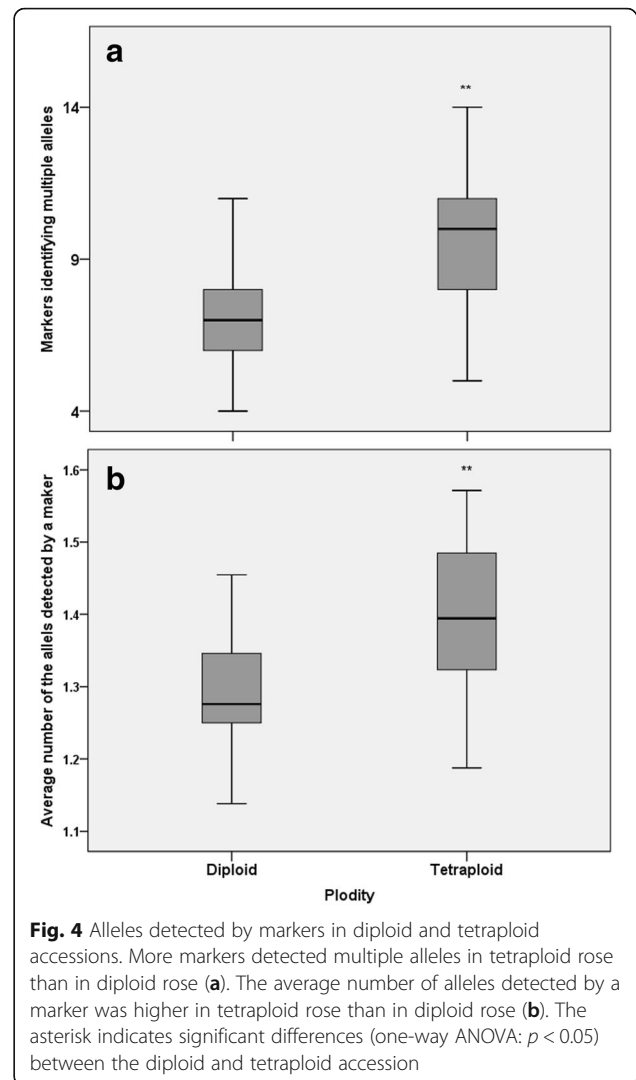 a
**
14
9
4
Markers identifying multiple alleles
b
**
1.6
1.5
1.4
1.3
1.2
1.1
Average number of the allels detected by a maker
Diploid Tetraploid
Plodity
Fig. 4 Alleles detected by markers in diploid and tetraploid
accessions. More markers detected multiple alleles in tetraploid rose
than in diploid rose (a). The average number of alleles detected by a
marker was higher in tetraploid rose than in diploid rose (b). The
asterisk indicates significant differences (one-way ANOVA: p < 0.05)
between the diploid and tetraploid accession